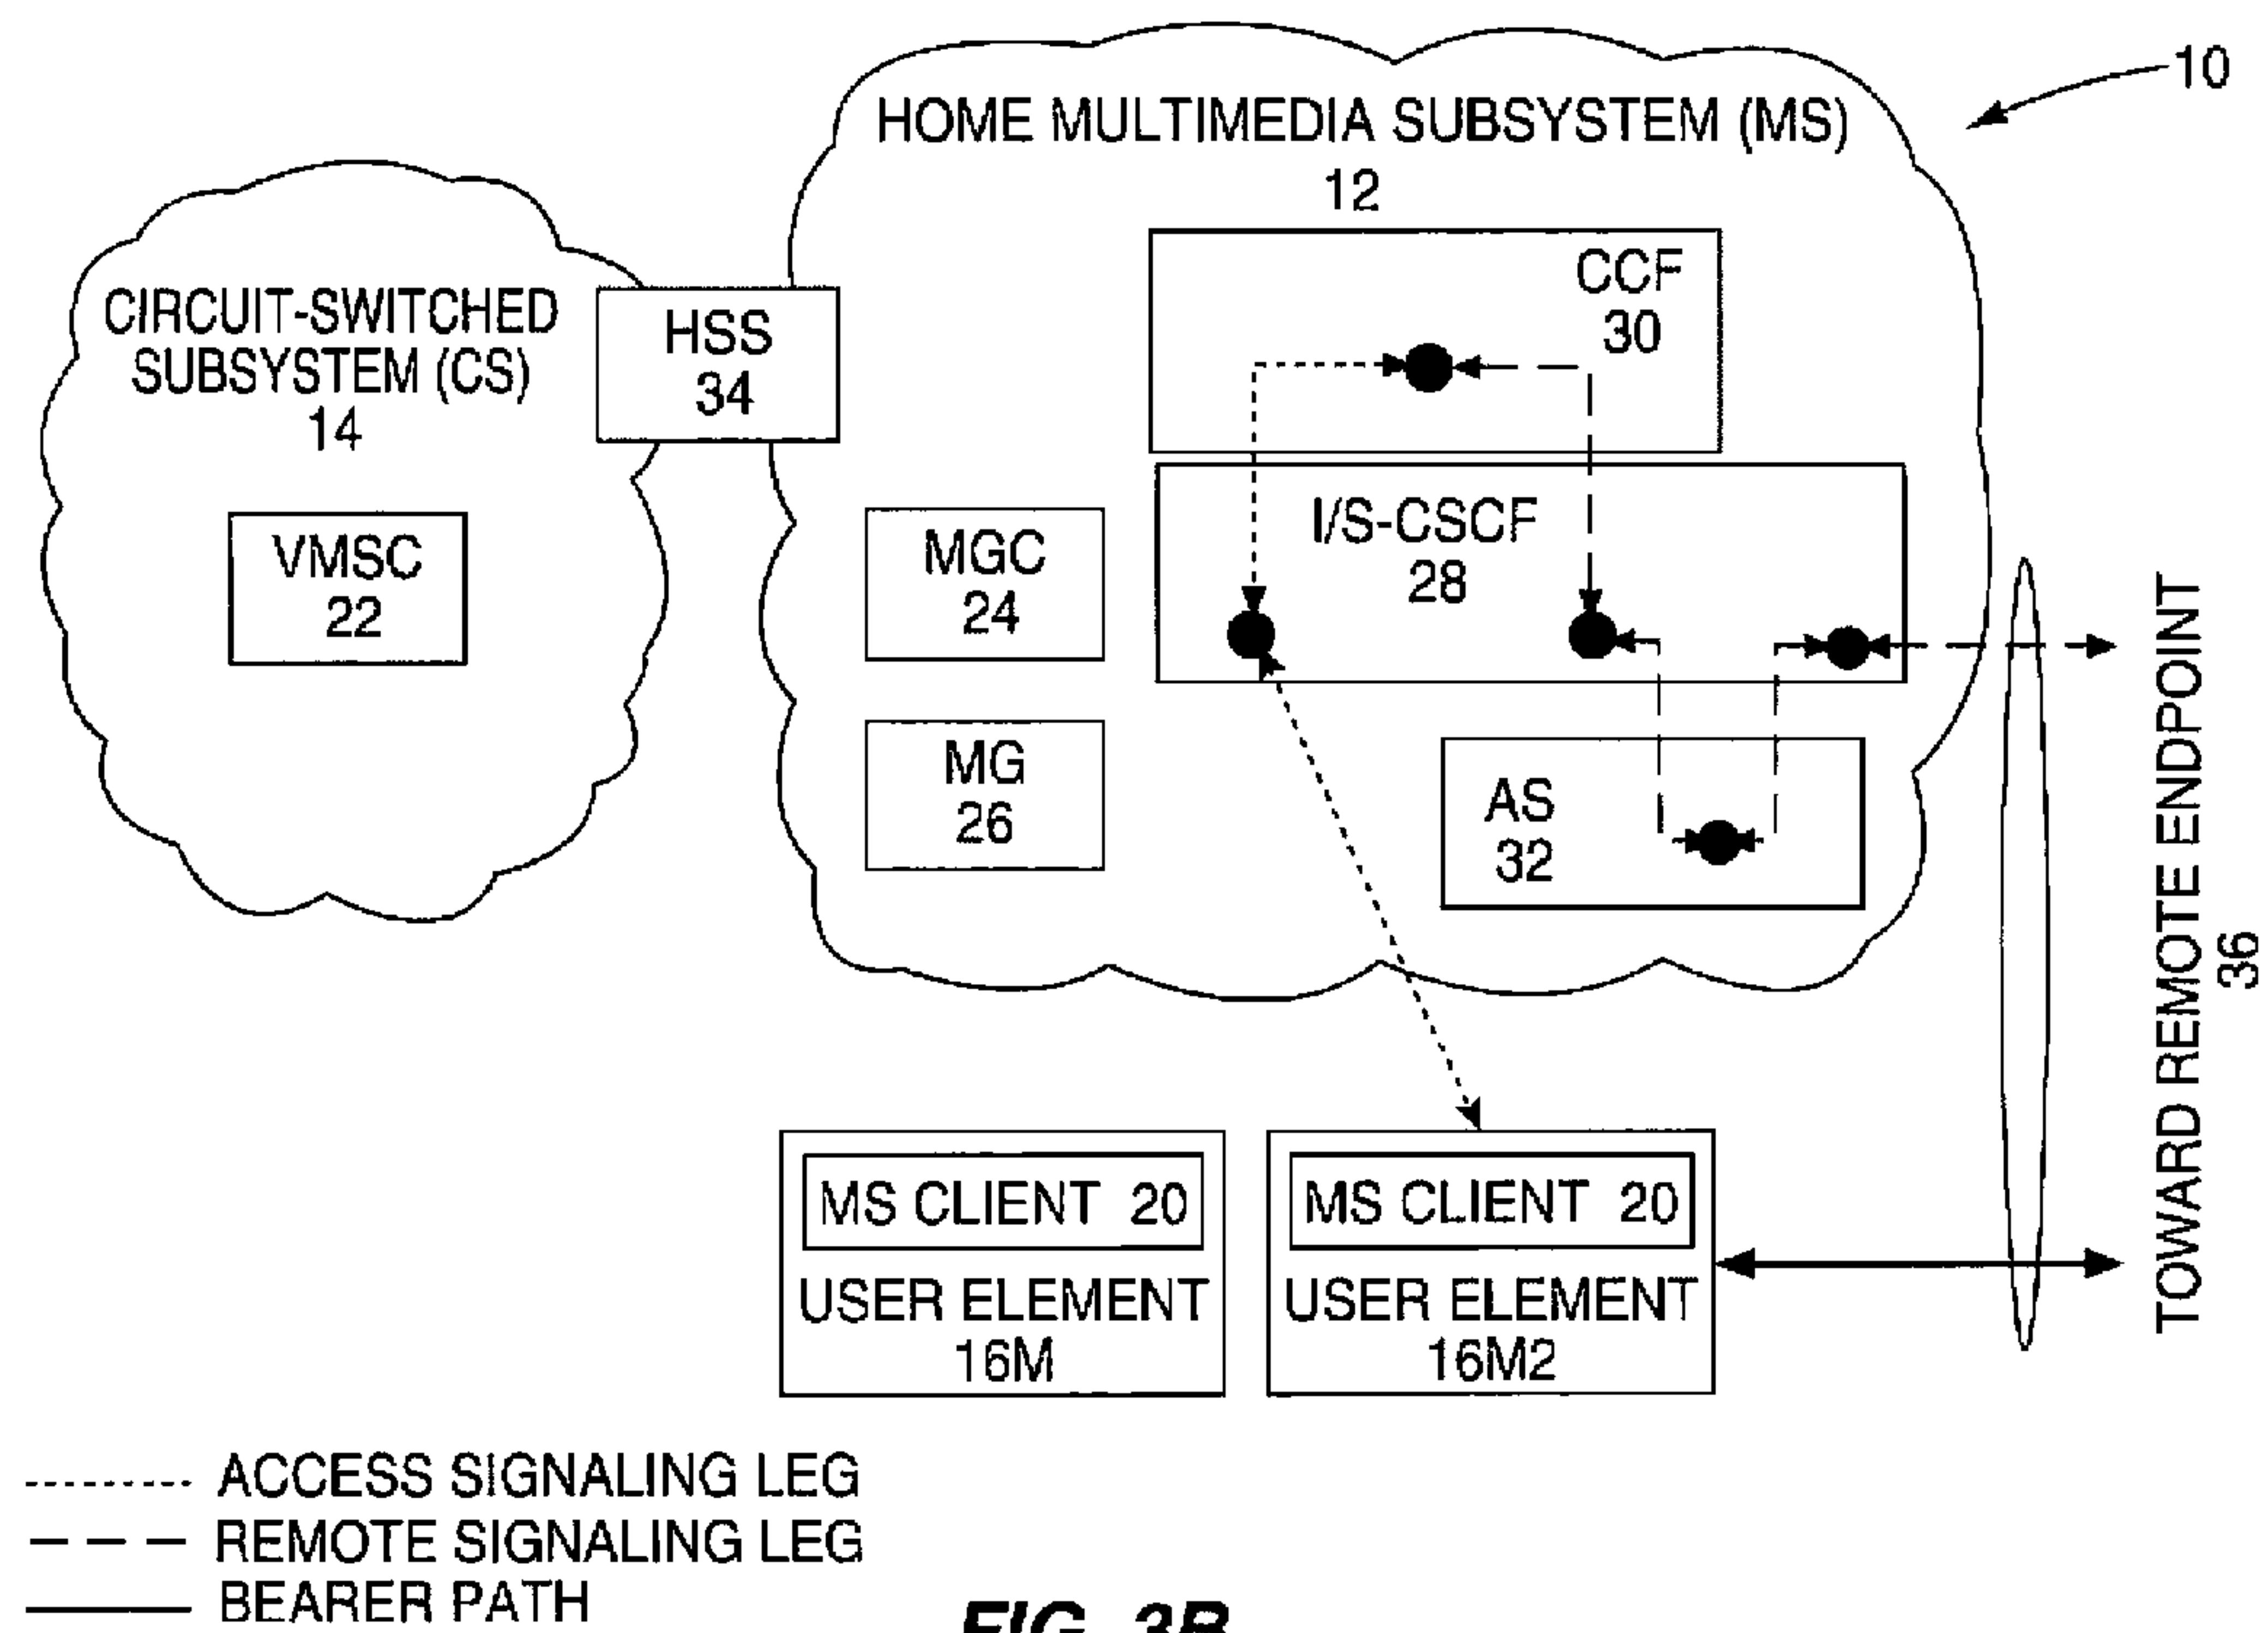 10
HOME MULTIMEDIA SUBSYSTEM (MS)
12
CIRCUIT-SWITCHED
SUBSYSTEM (CS)
14
HSS
34
CCF
30
VMSC
22
MGC
24
I/S-CSCF
28
MG
26
AS
32
TOWARD REMOTE ENDPOINT
36
MS CLIENT 20
USER ELEMENT
16M
MS CLIENT 20
USER ELEMENT
16M2
ACCESS SIGNALING LEG
REMOTE SIGNALING LEG
BEARER PATH
FIG. 3B